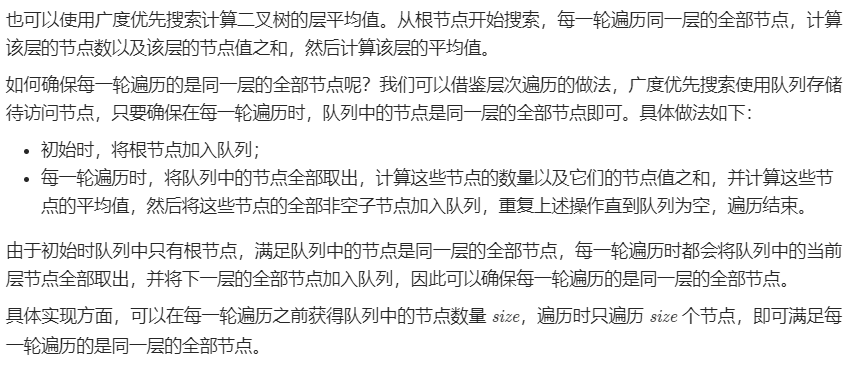 也可以使用广度优先搜索计算二叉树的层平均值。从根节点开始搜索，每一轮遍历同一层的全部节点，计算
该层的节点数以及该层的节点值之和，然后计算该层的平均值。
如何确保每一轮遍历的是同一层的全部节点呢？我们可以借鉴层次遍历的做法，广度优先搜索使用队列存储
待访问节点，只要确保在每一轮遍历时，队列中的节点是同一层的全部节点即可。具体做法如下：
• 初始时，将根节点加入队列；
• 每一轮遍历时，将队列中的节点全部取出，计算这些节点的数量以及它们的节点值之和，并计算这些节
点的平均值，然后将这些节点的全部非空子节点加入队列，重复上述操作直到队列为空，遍历结束。
由于初始时队列中只有根节点，满足队列中的节点是同一层的全部节点，每一轮遍历时都会将队列中的当前
层节点全部取出，并将下一层的全部节点加入队列，因此可以确保每一轮遍历的是同一层的全部节点。
具体实现方面，可以在每一轮遍历之前获得队列中的节点数量 size，遍历时只遍历 size 个节点，即可满足每
一轮遍历的是同一层的全部节点。